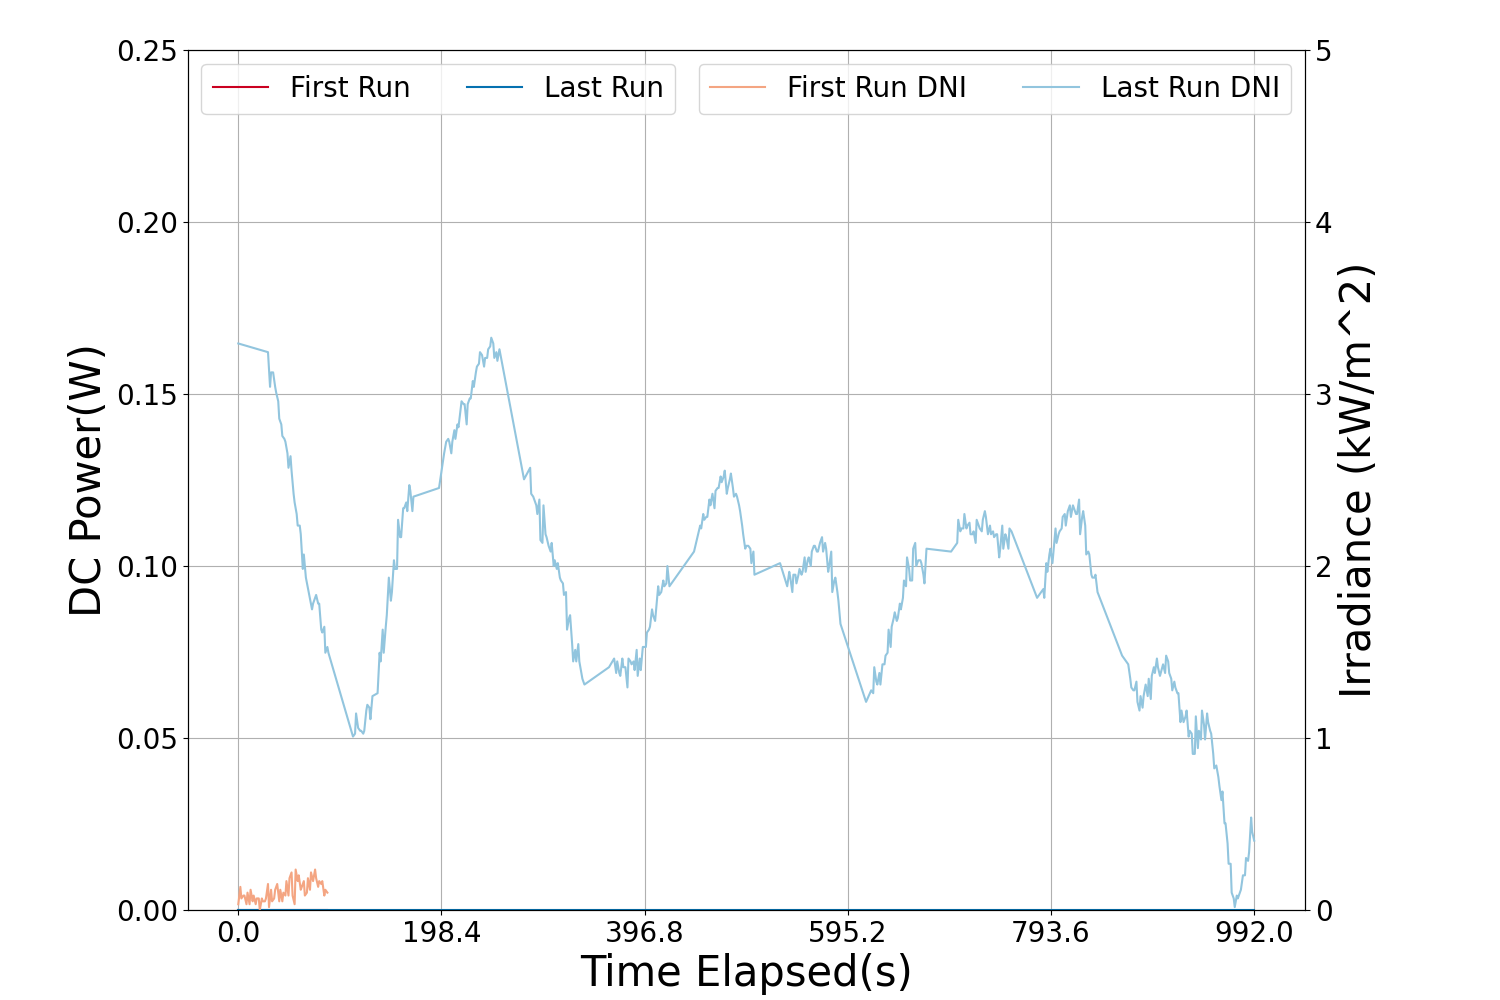 First Run Last Run First Run DNI Last Run DNI
0.25
0.20
0.15
0.10
0.05
0.00
DC Power(W)
5
4
3
2
1
0
Irradiance (kW/m^2)
0.0 198.4 396.8 595.2 793.6 992.0
Time Elapsed(s)